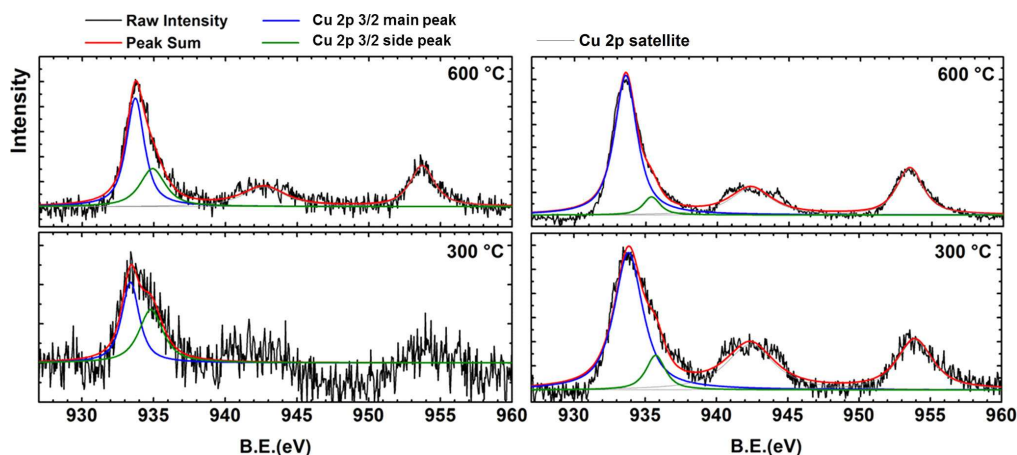 Raw Intensity
Cu 2p 3/2 main peak
Peak Sum
Cu 2p 3/2 side peak
Cu 2p satellite
Intensity
600 °C
600 °C
300 °C
300 °C
930 935 940 945 950 955 960
930 935 940 945 950 955 960
B.E.(eV)
B.E.(eV)